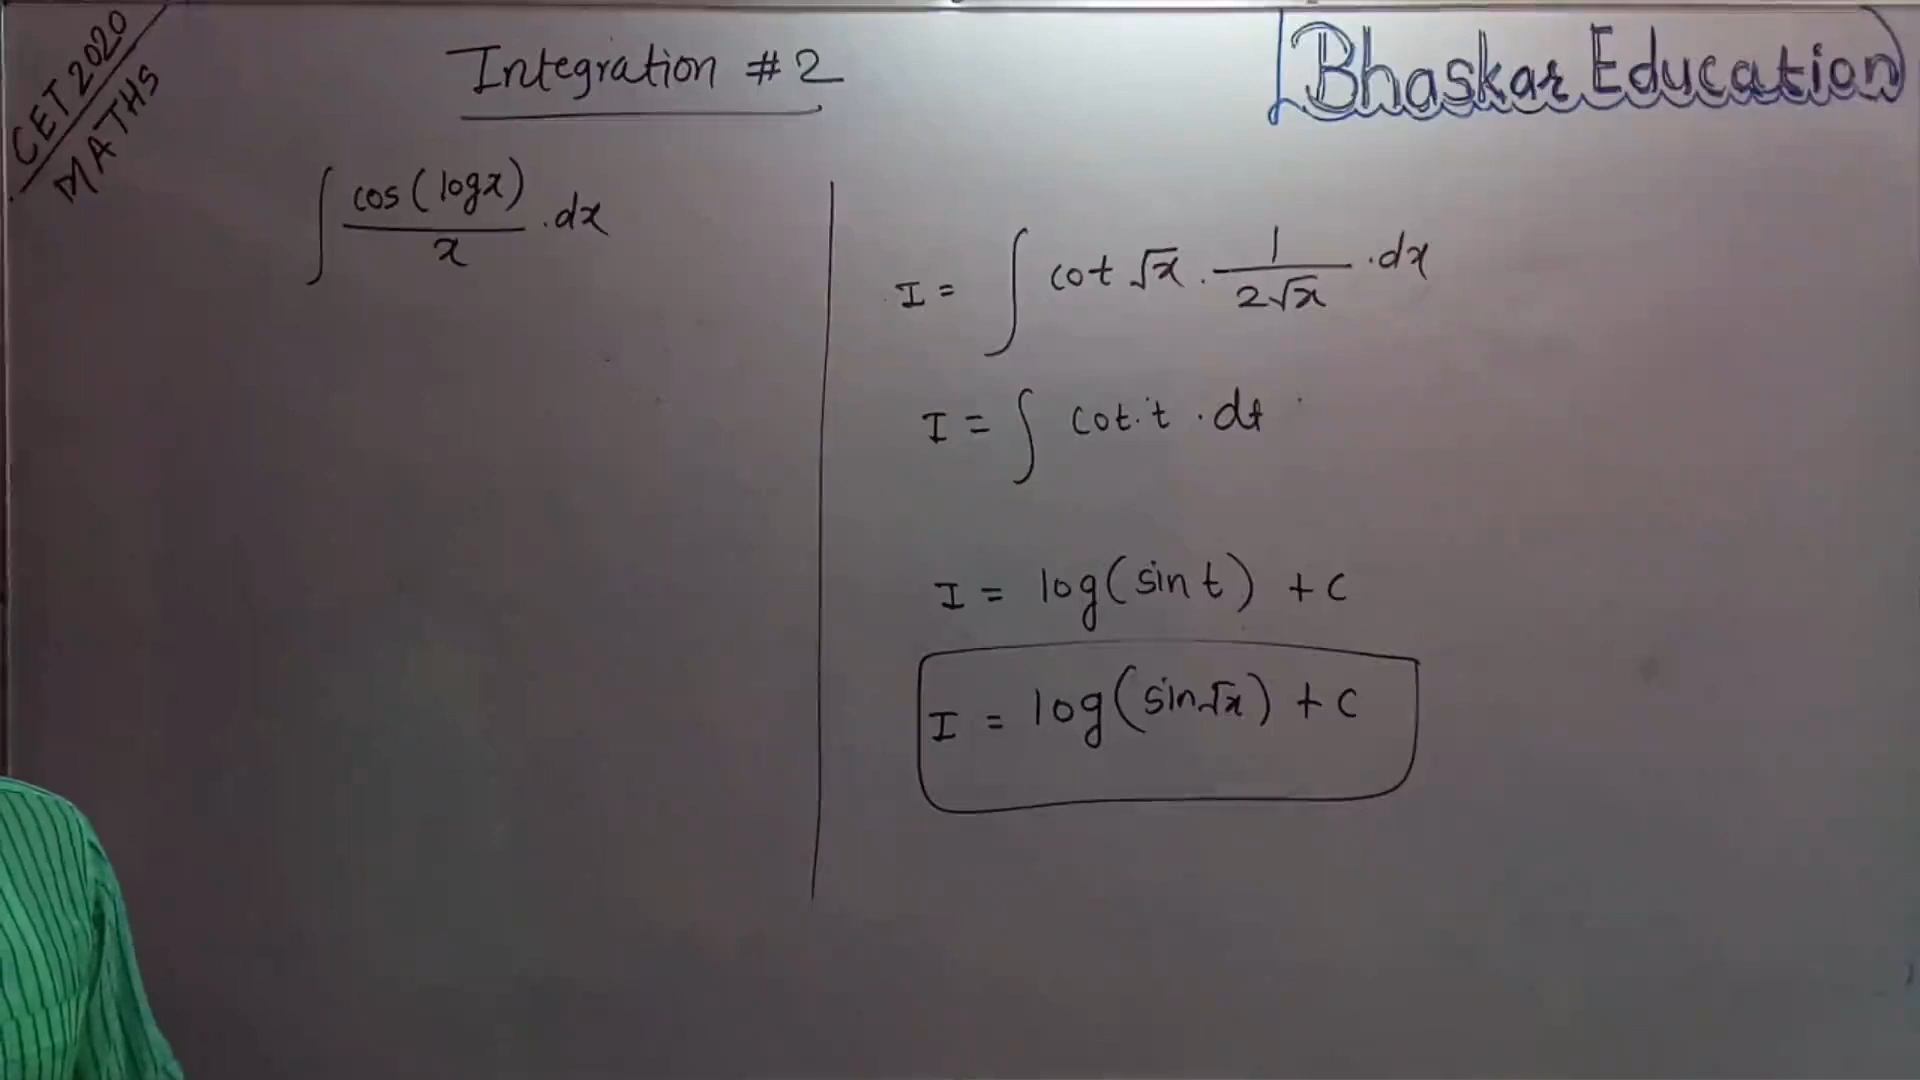 CET 2020
MATHS
Integration #2
Bhaskar Education
∫ cos(logx)/x .dx
I = ∫ cot √x . 1/2√x .dx
I = ∫ cot.t .dt
I = log(sin t) + c
I = log(sin√x) + c